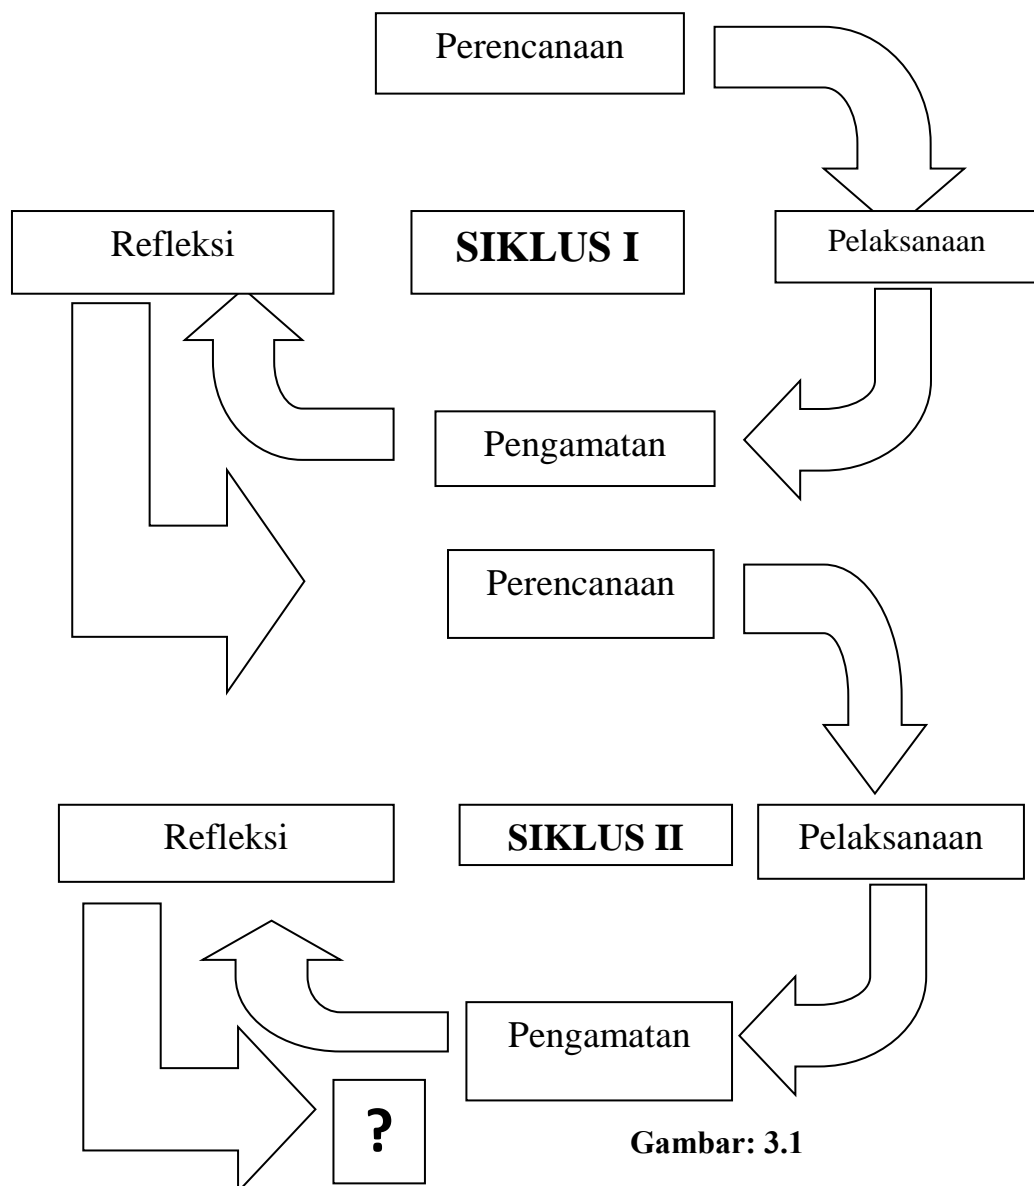 Perencanaan
Refleksi
SIKLUS I
Pelaksanaan
Pengamatan
Perencanaan
Refleksi
SIKLUS II
Pelaksanaan
Pengamatan
?
Gambar: 3.1